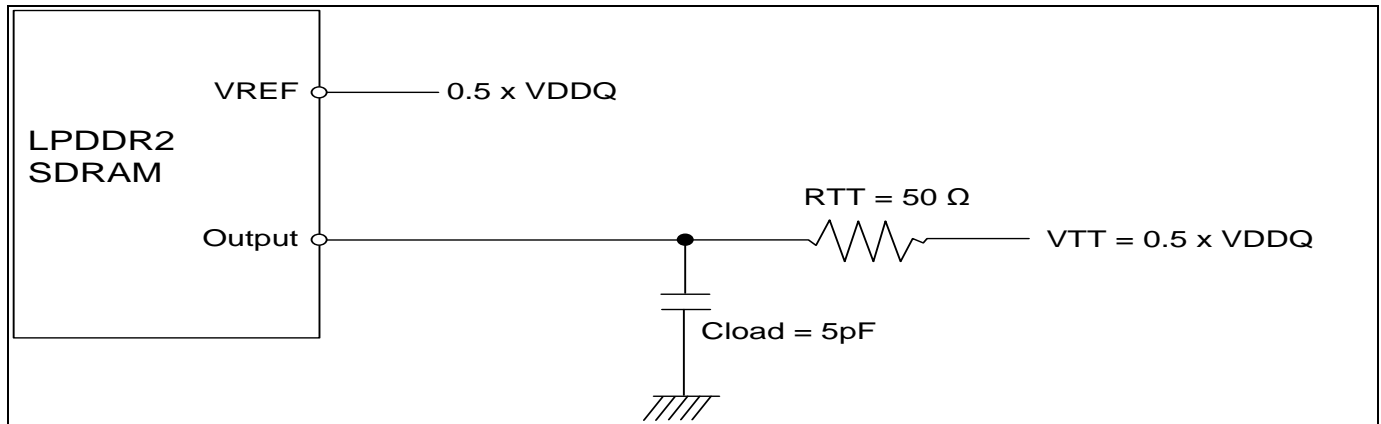 VREF
0.5 x VDDQ
LPDDR2
SDRAM
RTT = 50 Ω
Output
VTT = 0.5 x VDDQ
Cload = 5pF